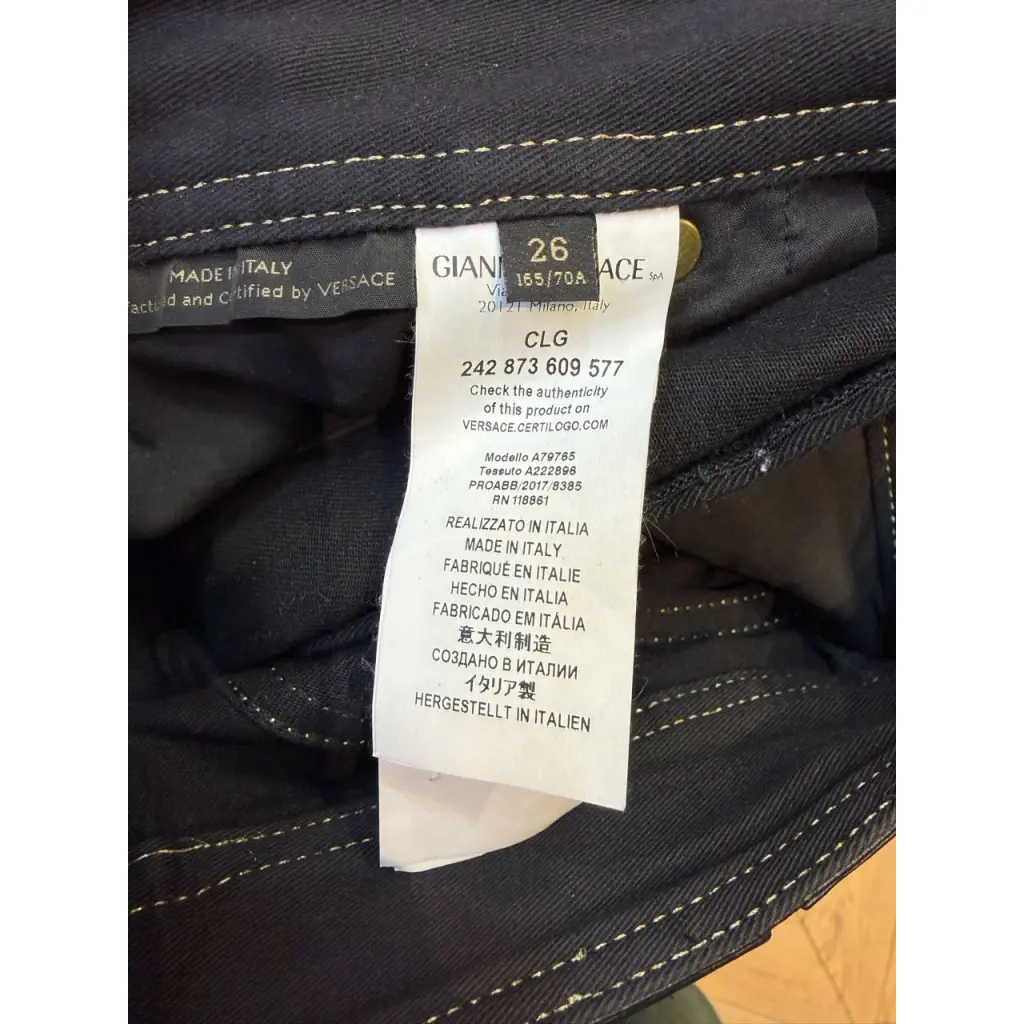 MADE IN ITALY
and Certified by VERSACE
26
165/70A
GIAN ACE SpA
20121 Milano, Italy
CLG
242 873 609 577
Check the authenticity
of this product on
VERSACE.CERTILOGO.COM
Modello A79765
Tessuto A222896
PROABB/2017/8385
RN 118861
REALIZZATO IN ITALIA
MADE IN ITALY
FABRIQUÉ EN ITALIE
HECHO EN ITALIA
FABRICADO EM ITÁLIA
意大利制造
СОЗДАНО В ИТАЛИИ
イタリア製
HERGESTELLT IN ITALIEN